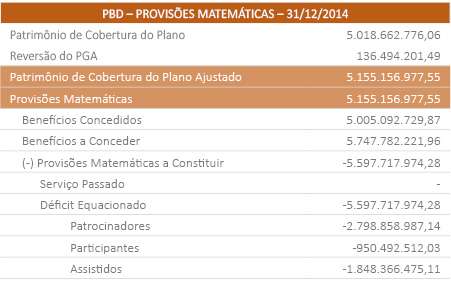 PBD – PROVISÕES MATEMÁTICAS – 31/12/2014
Patrimônio de Cobertura do Plano 5.018.662.776,06
Reversão do PGA 136.494.201,49
Patrimônio de Cobertura do Plano Ajustado 5.155.156.977,55
Provisões Matemáticas 5.155.156.977,55
Benefícios Concedidos 5.005.092.729,87
Benefícios a Conceder 5.747.782.221,96
(-) Provisões Matemáticas a Constituir -5.597.717.974,28
Serviço Passado -
Déficit Equacionado -5.597.717.974,28
Patrocinadores -2.798.858.987,14
Participantes -950.492.512,03
Assistidos -1.848.366.475,11